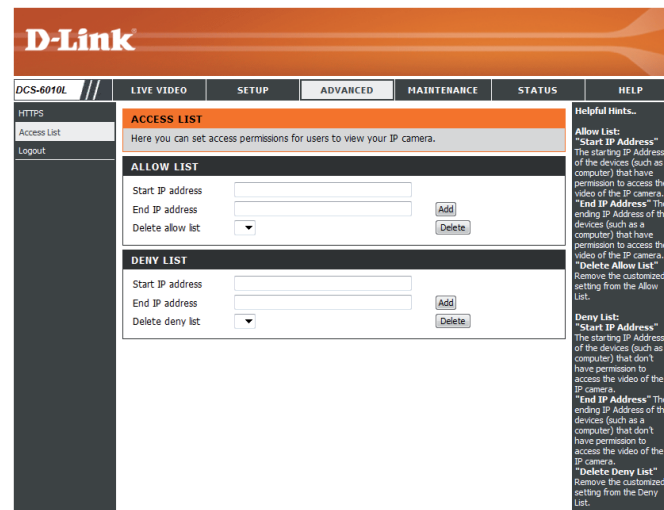 D-Link
DCS-6010L
LIVE VIDEO
SETUP
ADVANCED
MAINTENANCE
STATUS
HELP
HTTPS
Access List
Logout
ACCESS LIST
Here you can set access permissions for users to view your IP camera.
ALLOW LIST
Start IP address
End IP address
Add
Delete allow list
Delete
DENY LIST
Start IP address
End IP address
Add
Delete deny list
Delete
Helpful Hints..
Allow List:
"Start IP Address"
The starting IP Address
of the devices (such as
computer) that have
permission to access the
video of the IP camera.
"End IP Address" The
ending IP Address of th
devices (such as a
computer) that have
permission to access the
video of the IP camera.
"Delete Allow List"
Remove the customized
setting from the Allow
List.
Deny List:
"Start IP Address"
The starting IP Address
of the devices (such as
computer) that don't
have permission to
access the video of the
IP camera.
"End IP Address" The
ending IP Address of th
devices (such as a
computer) that don't
have permission to
access the video of the
IP camera.
"Delete Deny List"
Remove the customized
setting from the Deny
List.